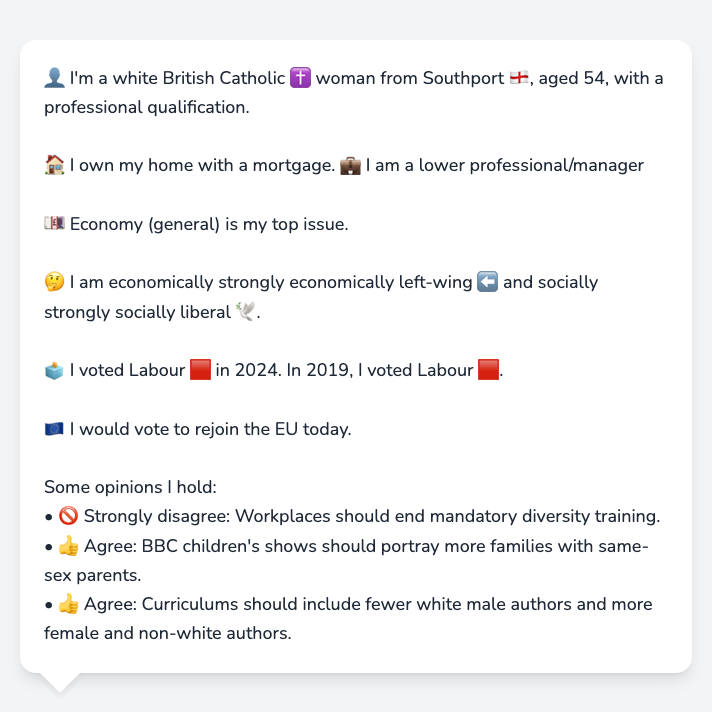 👤 I'm a white British Catholic ✝️ woman from Southport 🏴󠁧󠁢󠁥󠁮󠁧󠁿, aged 54, with a
professional qualification.
🏠 I own my home with a mortgage. 💼 I am a lower professional/manager
💷 Economy (general) is my top issue.
🤔 I am economically strongly economically left-wing ⬅️ and socially
strongly socially liberal 🕊️.
🗳️ I voted Labour 🟥 in 2024. In 2019, I voted Labour 🟥.
🇪🇺 I would vote to rejoin the EU today.
Some opinions I hold:
• 🚫 Strongly disagree: Workplaces should end mandatory diversity training.
• 👍 Agree: BBC children's shows should portray more families with same-
sex parents.
• 👍 Agree: Curriculums should include fewer white male authors and more
female and non-white authors.